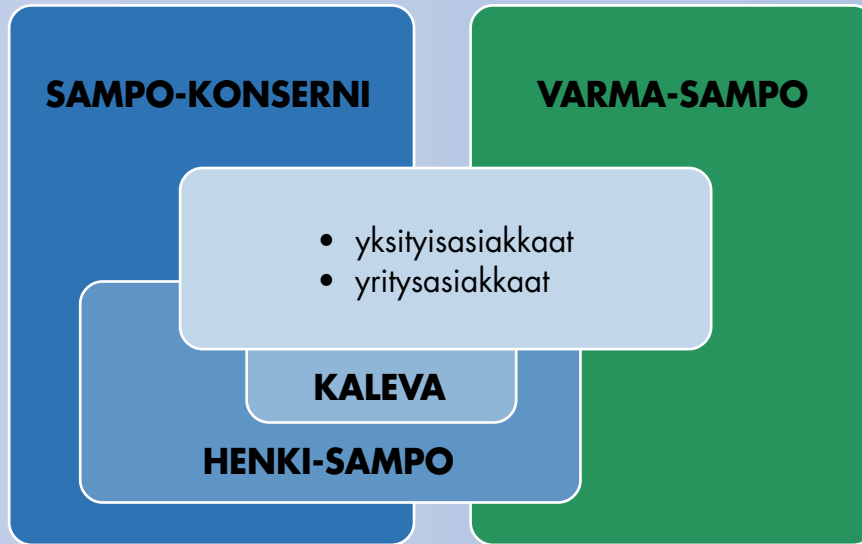 SAMPO-KONSERNI
VARMA-SAMPO
• yksityisasiakkaat
• yritysasiakkaat
KALEVA
HENKI-SAMPO